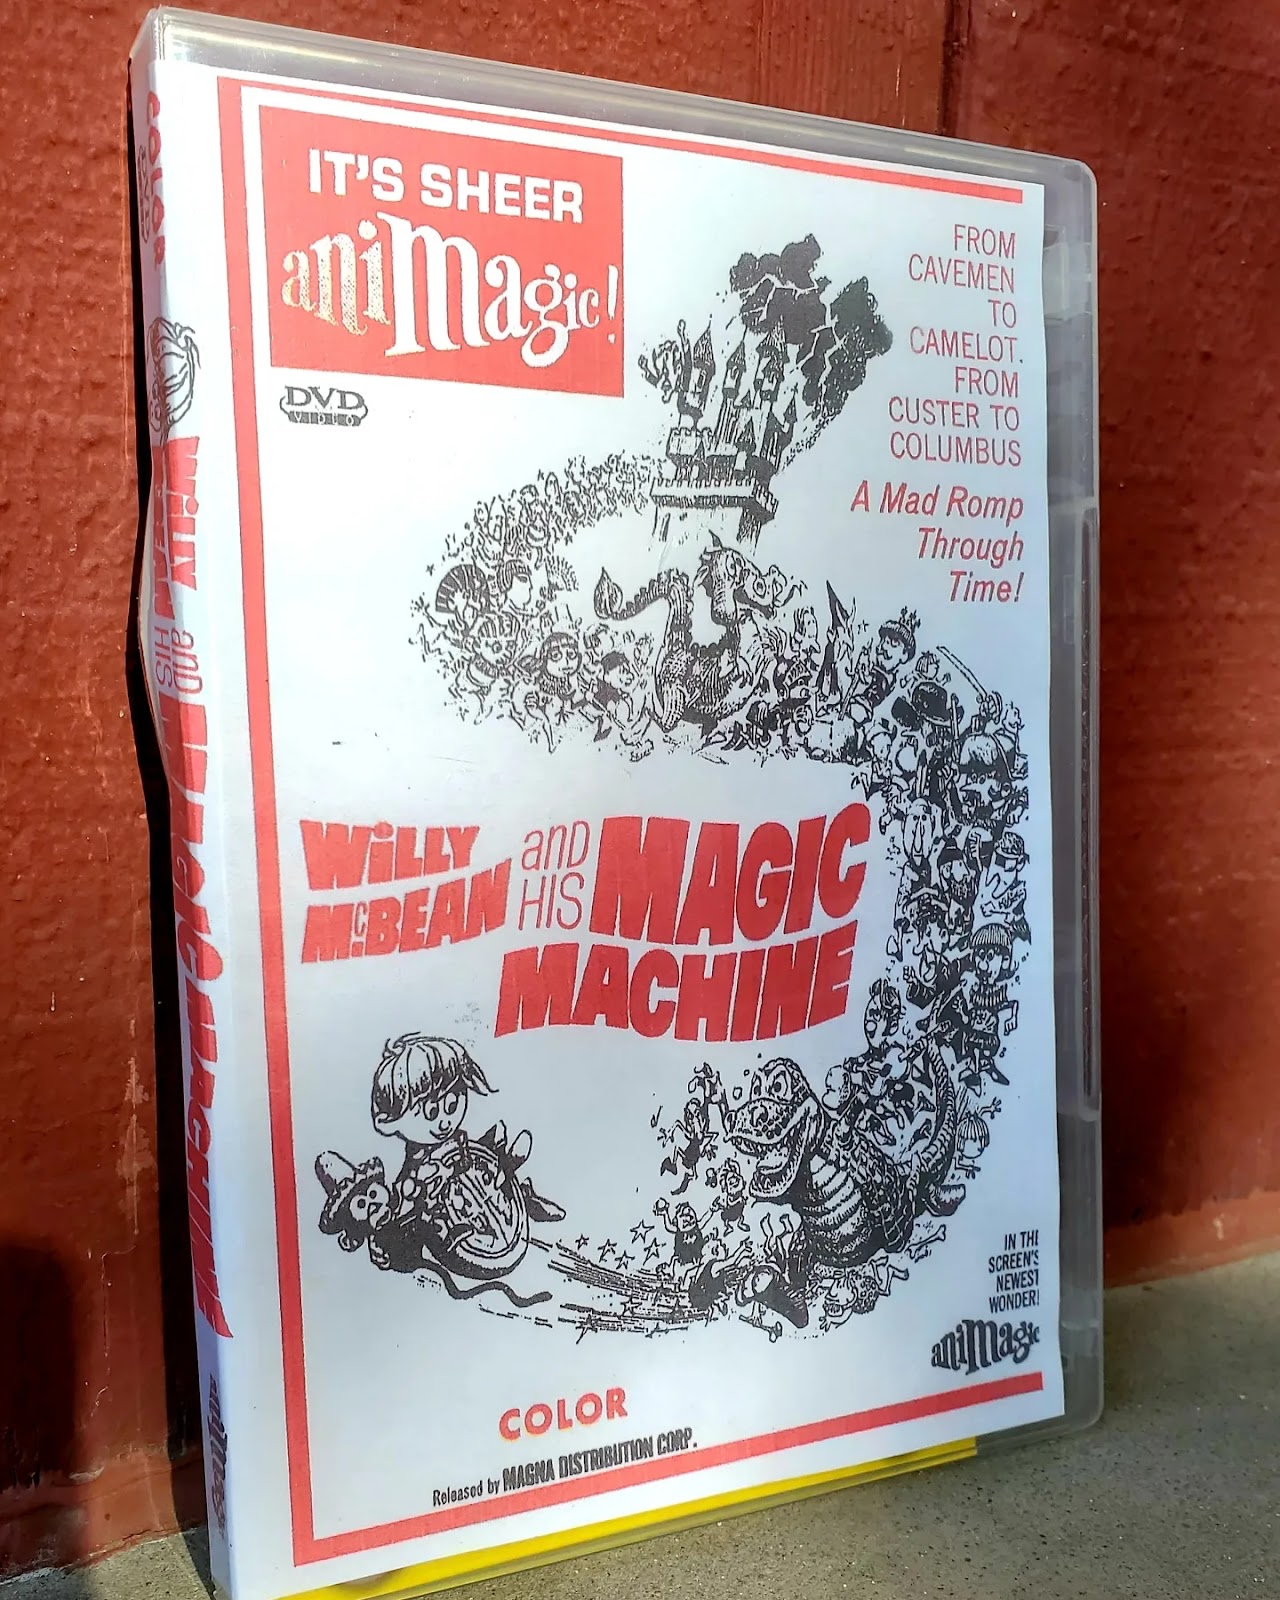 IT'S SHEER
aniMagic!
DVD
VIDEO
FROM
CAVEMEN
TO
CAMELOT.
FROM
CUSTER TO
COLUMBUS
A Mad Romp
Through
Time!
WiLLY
McBEAN
and
HIS
MAGIC
MACHINE
IN THE
SCREEN'S
NEWEST
WONDER!
aniMagic
COLOR
Released by MAGNA DISTRIBUTION CORP.
COLOR
WiLLY
McBEAN
and
HIS
MAGIC MACHINE
aniMagic